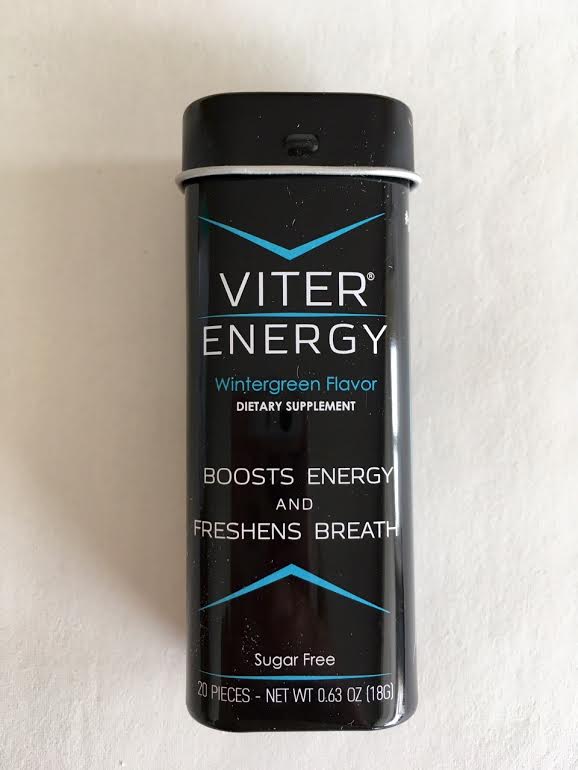 VITER®
ENERGY
Wintergreen Flavor
DIETARY SUPPLEMENT
BOOSTS ENERGY
AND
FRESHENS BREATH
Sugar Free
20 PIECES - NET WT 0.63 OZ (18G)